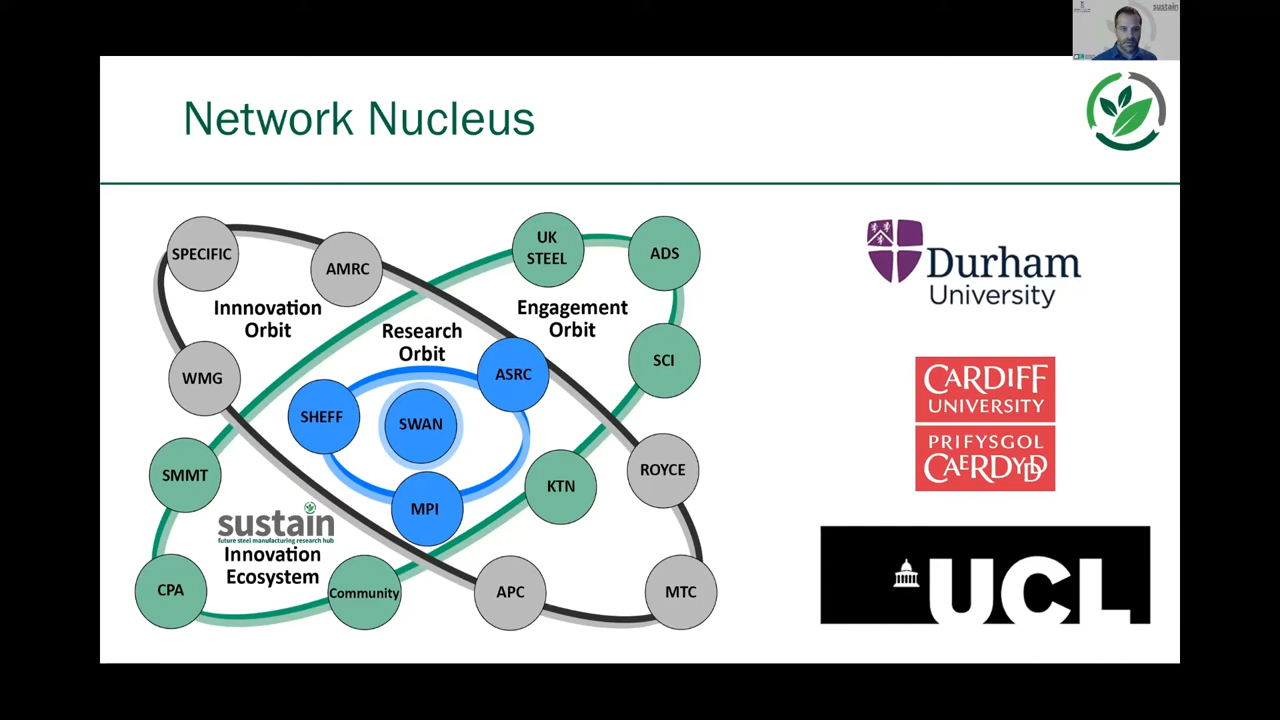 sustain
Network Nucleus
SPECIFIC
AMRC
UK
STEEL
ADS
Innnovation
Orbit
Engagement
Orbit
Research
Orbit
WMG
SHEFF
SWAN
ASRC
SCI
SMMT
MPI
KTN
ROYCE
sustain
future steel manufacturing research hub
Innovation
Ecosystem
CPA
Community
APC
MTC
Durham
University
CARDIFF
UNIVERSITY
PRIFYSGOL
CAERDYDD
UCL